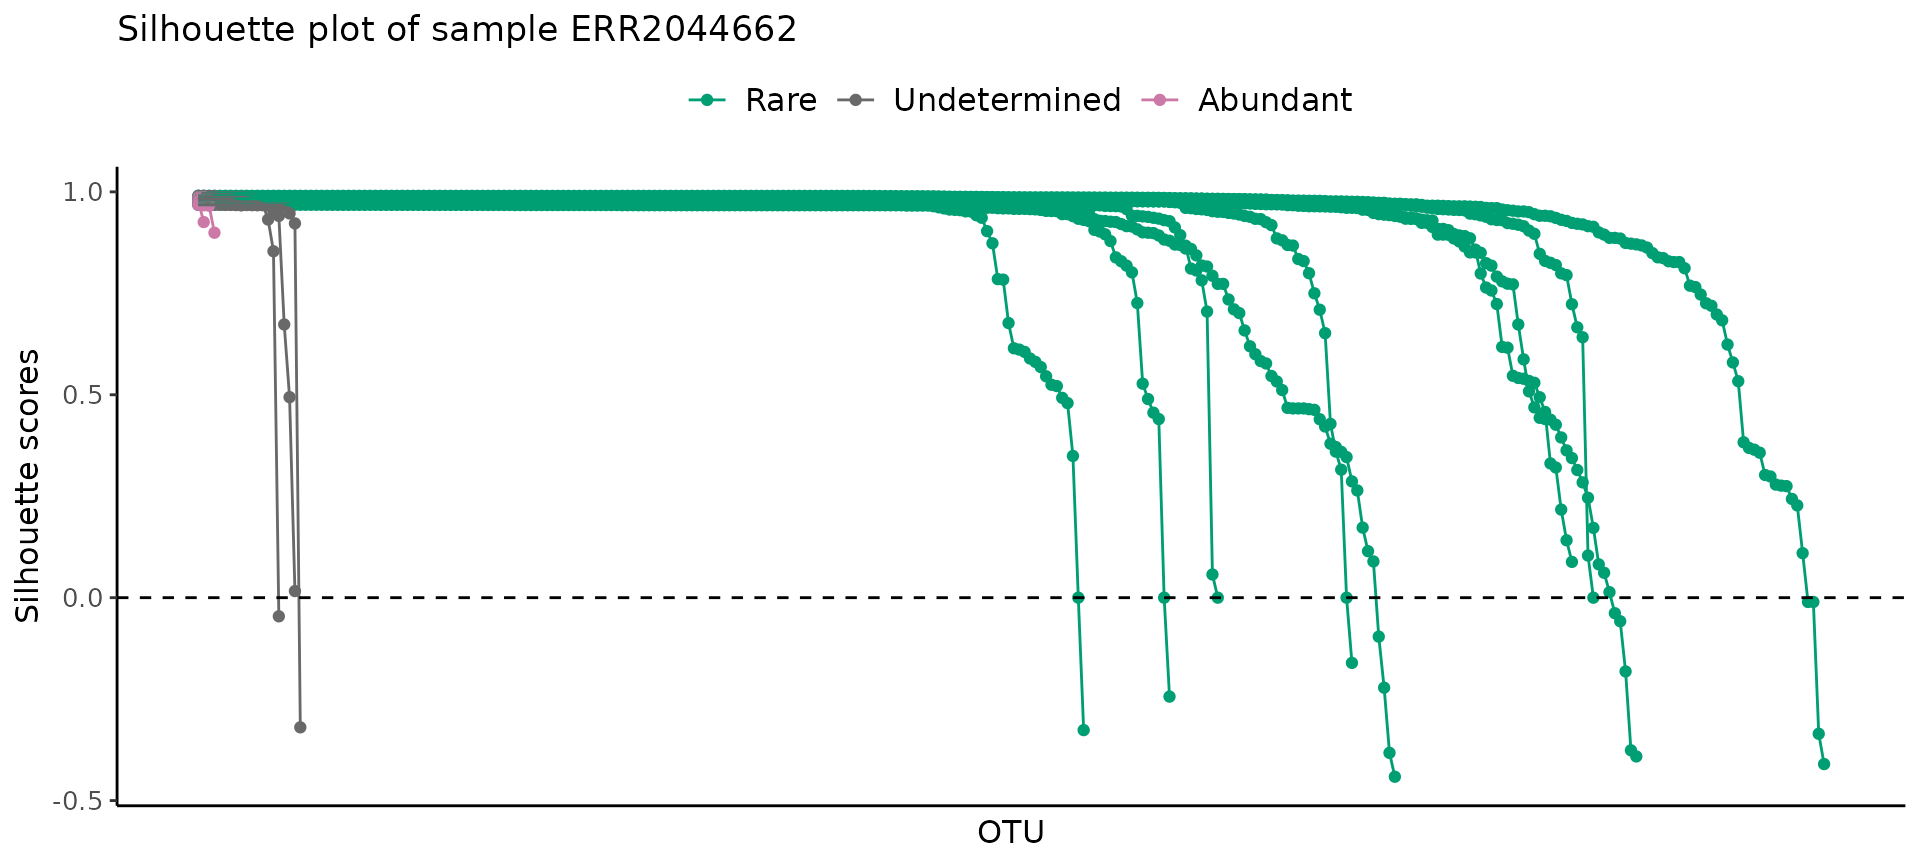 Silhouette plot of sample ERR2044662
Rare Undetermined Abundant
Silhouette scores
1.0
0.5
0.0
-0.5
OTU